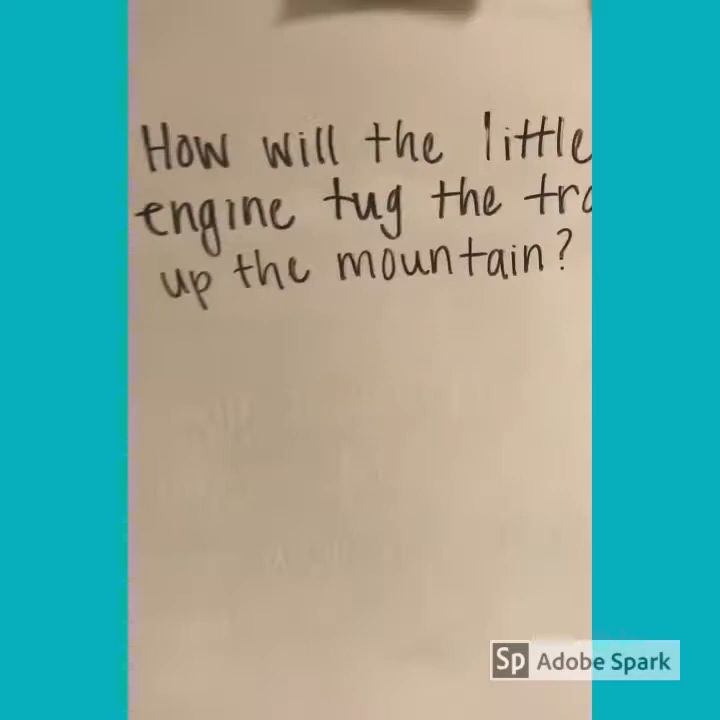 How will the little
engine tug the
up the mountain?
Sp Adobe Spark